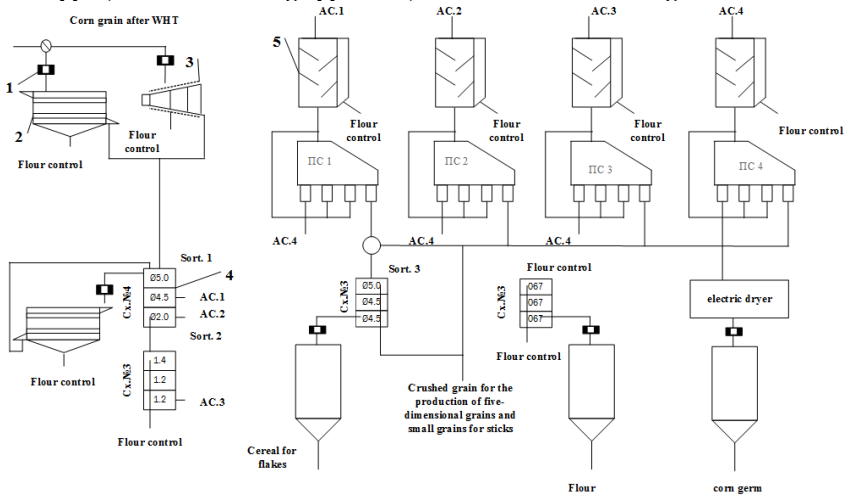 Corn grain after WHT
1
2
3
Flour control
Flour
control
AC.1
AC.2
AC.3
AC.4
5
Flour
control
Flour
control
Flour
control
Flour control
ПС 1
ПС 2
ПС 3
ПС 4
AC.4
AC.4
AC.4
Sort. 1
4
Сх.№4
Ø5.0
Ø4.5
Ø2.0
AC.1
AC.2
Sort. 2
Flour control
Сх.№3
1.4
1.2
1.2
AC.3
Flour control
Sort. 3
Сх.№3
Ø5.0
Ø4.5
Ø4.5
Flour control
Сх.№3
067
067
067
Flour control
electric dryer
Crushed grain for the
production of five-
dimensional grains and
small grains for sticks
Cereal for
flakes
Flour
corn germ